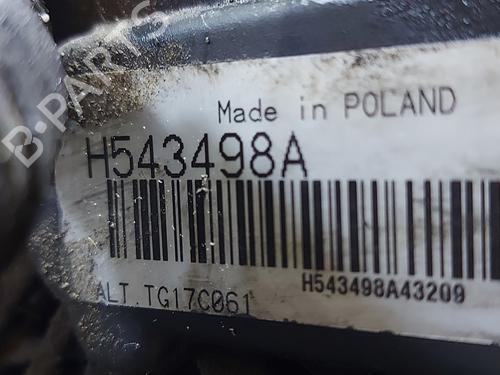 B-PARTS
Made in POLAND
H543498A
H543498A43209
ALT.TG17C061